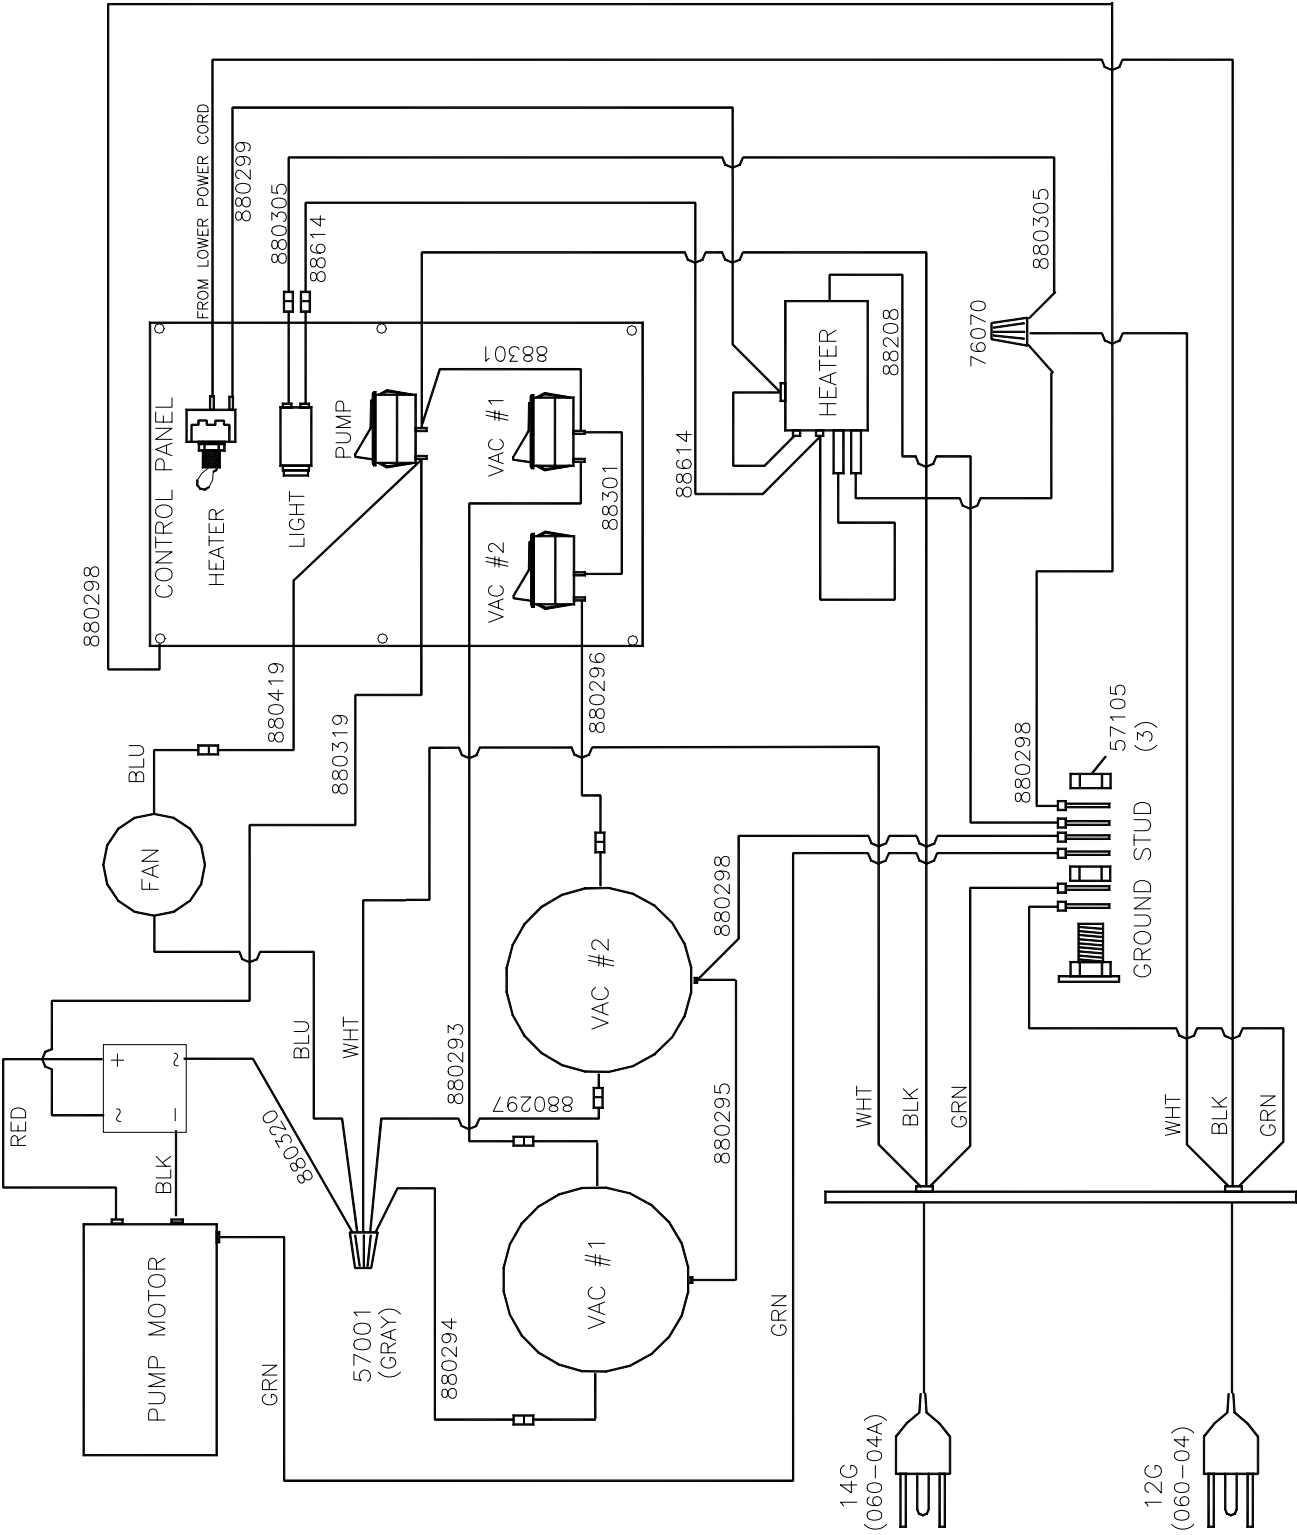 FROM LOWER POWER CORD
880299
880305
88614
880305
CONTROL PANEL
HEATER
LIGHT
PUMP
88301
VAC #1
88301
VAC #2
HEATER
88208
76070
88614
880298
880419
880319
880296
BLU
FAN
880298
57105
(3)
GROUND STUD
880298
VAC #2
BLU
WHT
880293
880297
880295
RED
+
~
~
−
BLK
880320
WHT
BLK
GRN
WHT
BLK
GRN
PUMP MOTOR
GRN
57001
(GRAY)
880294
VAC #1
GRN
14G
(060-04A)
12G
(060-04)